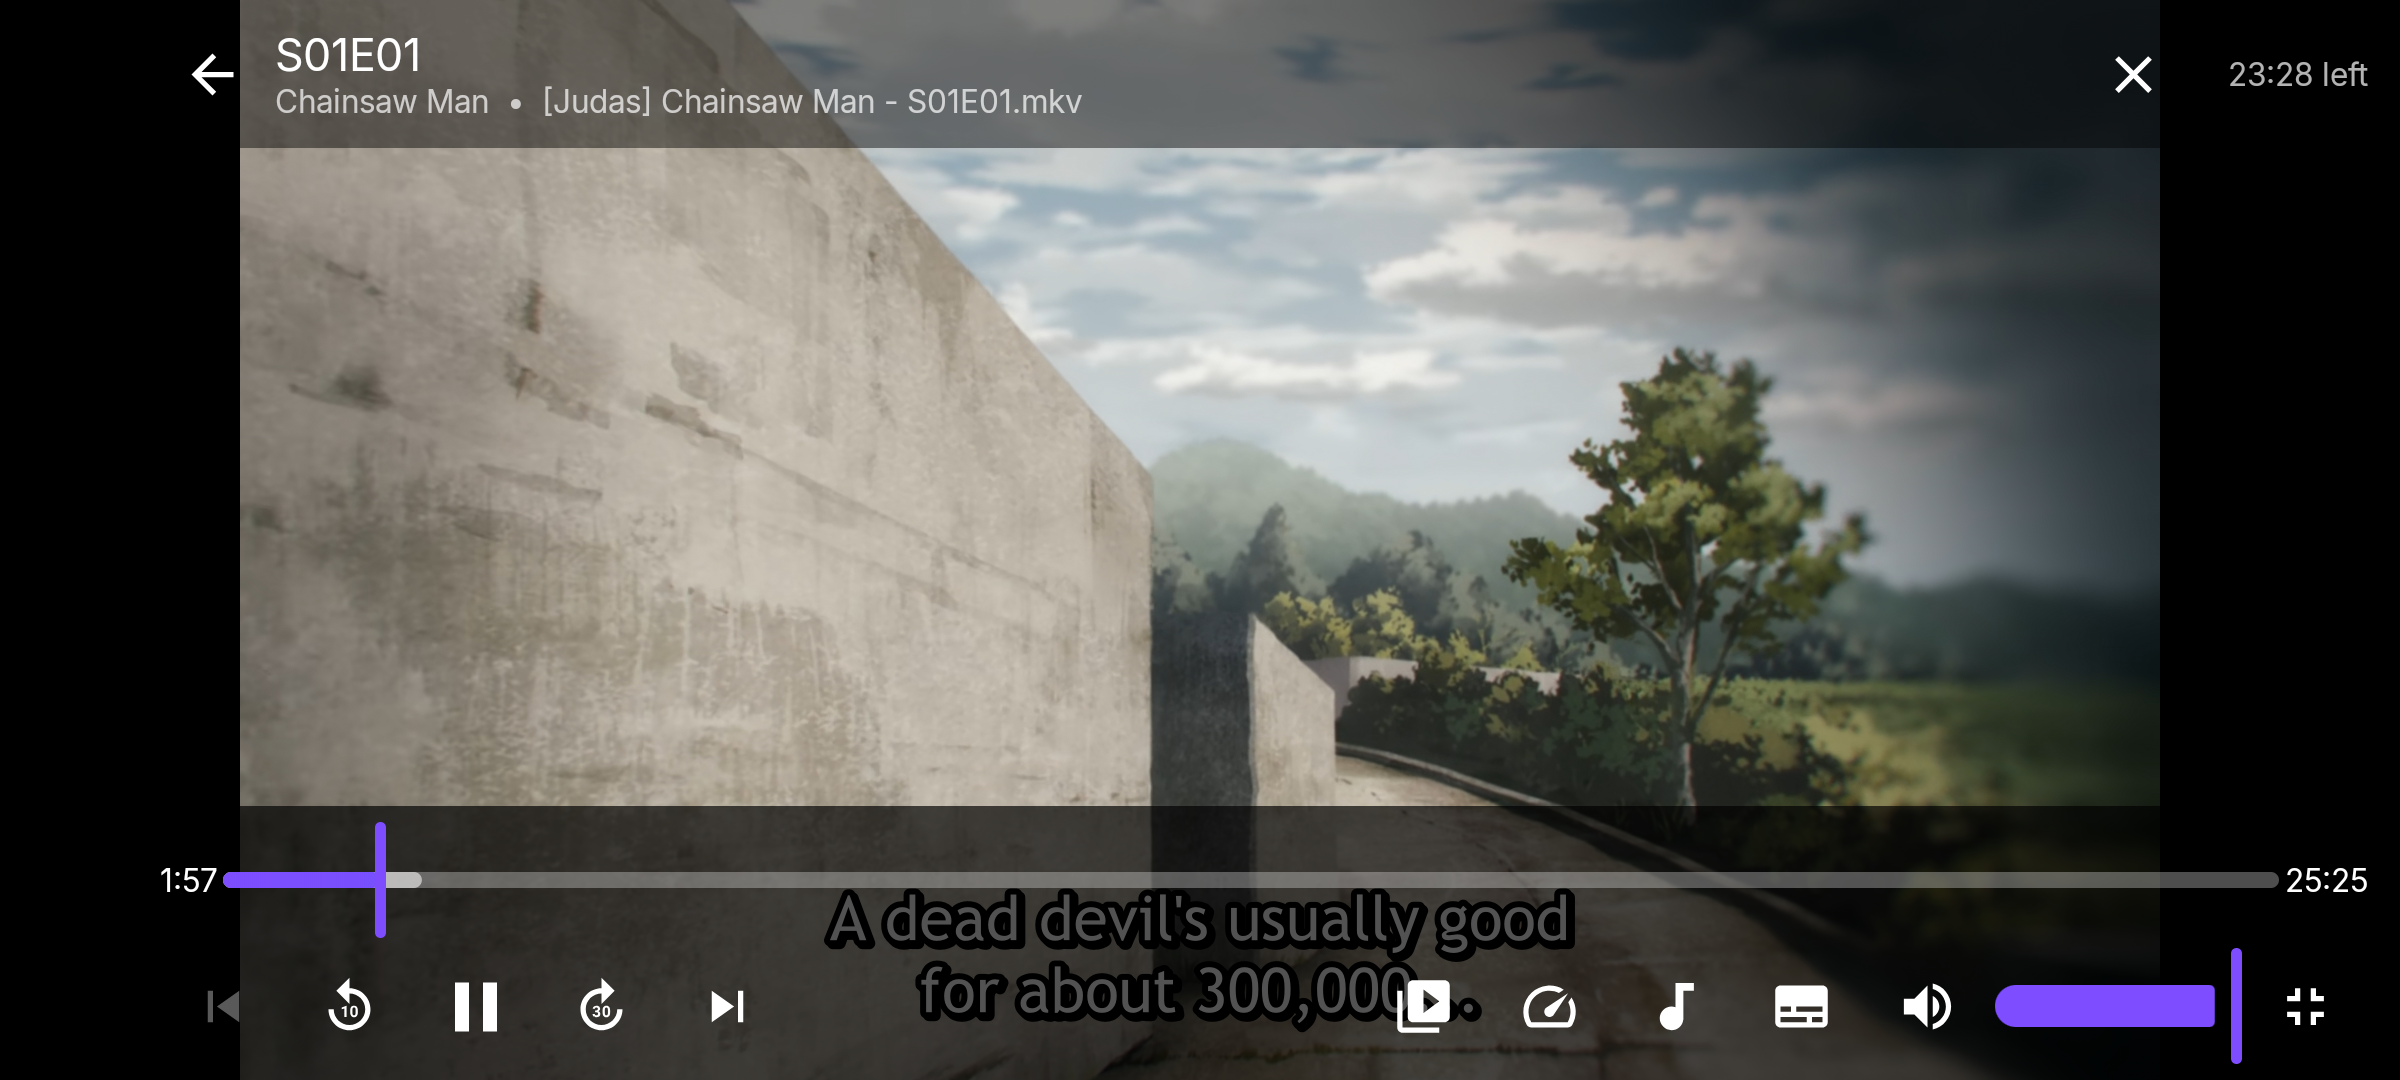 S01E01
Chainsaw Man • [Judas] Chainsaw Man - S01E01.mkv
23:28 left
1:57
25:25
A dead devil's usually good
for about 300,000...
10
30